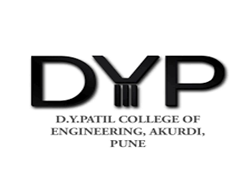 DYP
D.Y.PATIL COLLEGE OF
ENGINEERING, AKURDI,
PUNE